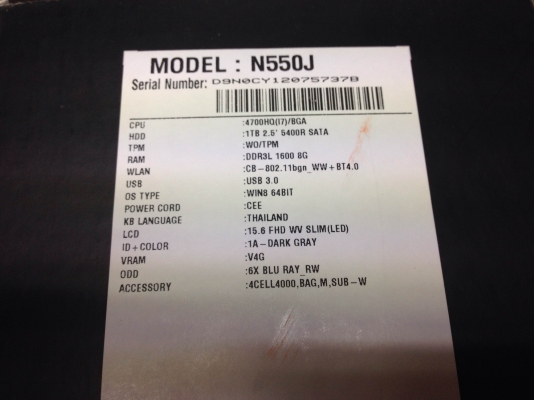 MODEL : N550J
Serial Number: D9N0CY120757378
CPU :4700HQ(I7)/BGA
HDD :1TB 2.5' 5400R SATA
TPM :WO/TPM
RAM :DDR3L 1600 8G
WLAN :CB-802.11bgn_WW+BT4.0
USB :USB 3.0
OS TYPE :WIN8 64BIT
POWER CORD :CEE
KB LANGUAGE :THAILAND
LCD :15.6 FHD WV SLIM(LED)
ID+COLOR :1A-DARK GRAY
VRAM :V4G
ODD :6X BLU RAY_RW
ACCESSORY :4CELL4000,BAG,M,SUB-W